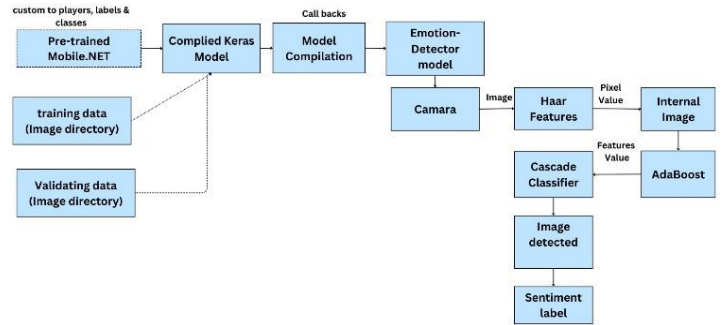 custom to players, labels &
classes
Pre-trained
Mobile.NET
Complied Keras
Model
Call backs
Model
Compilation
Emotion-
Detector
model
training data
(Image directory)
Validating data
(Image directory)
Camara
Image
Haar
Features
Pixel
Value
Internal
Image
AdaBoost
Features
Value
Cascade
Classifier
Image
detected
Sentiment
label